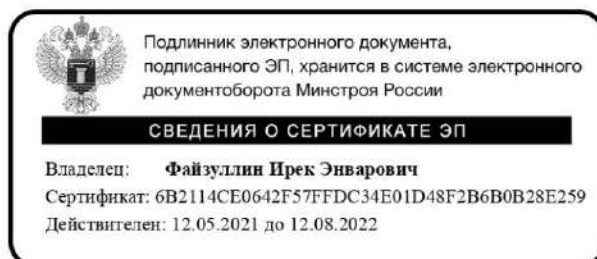 Подлинник электронного документа,
подписанного ЭП, хранится в системе электронного
документоборота Минстроя России
СВЕДЕНИЯ О СЕРТИФИКАТЕ ЭП
Владелец: Файзуллин Ирек Энварович
Сертификат: 6B2114CE0642F57FFDC34E01D48F2B6B0B28E259
Действителен: 12.05.2021 до 12.08.2022